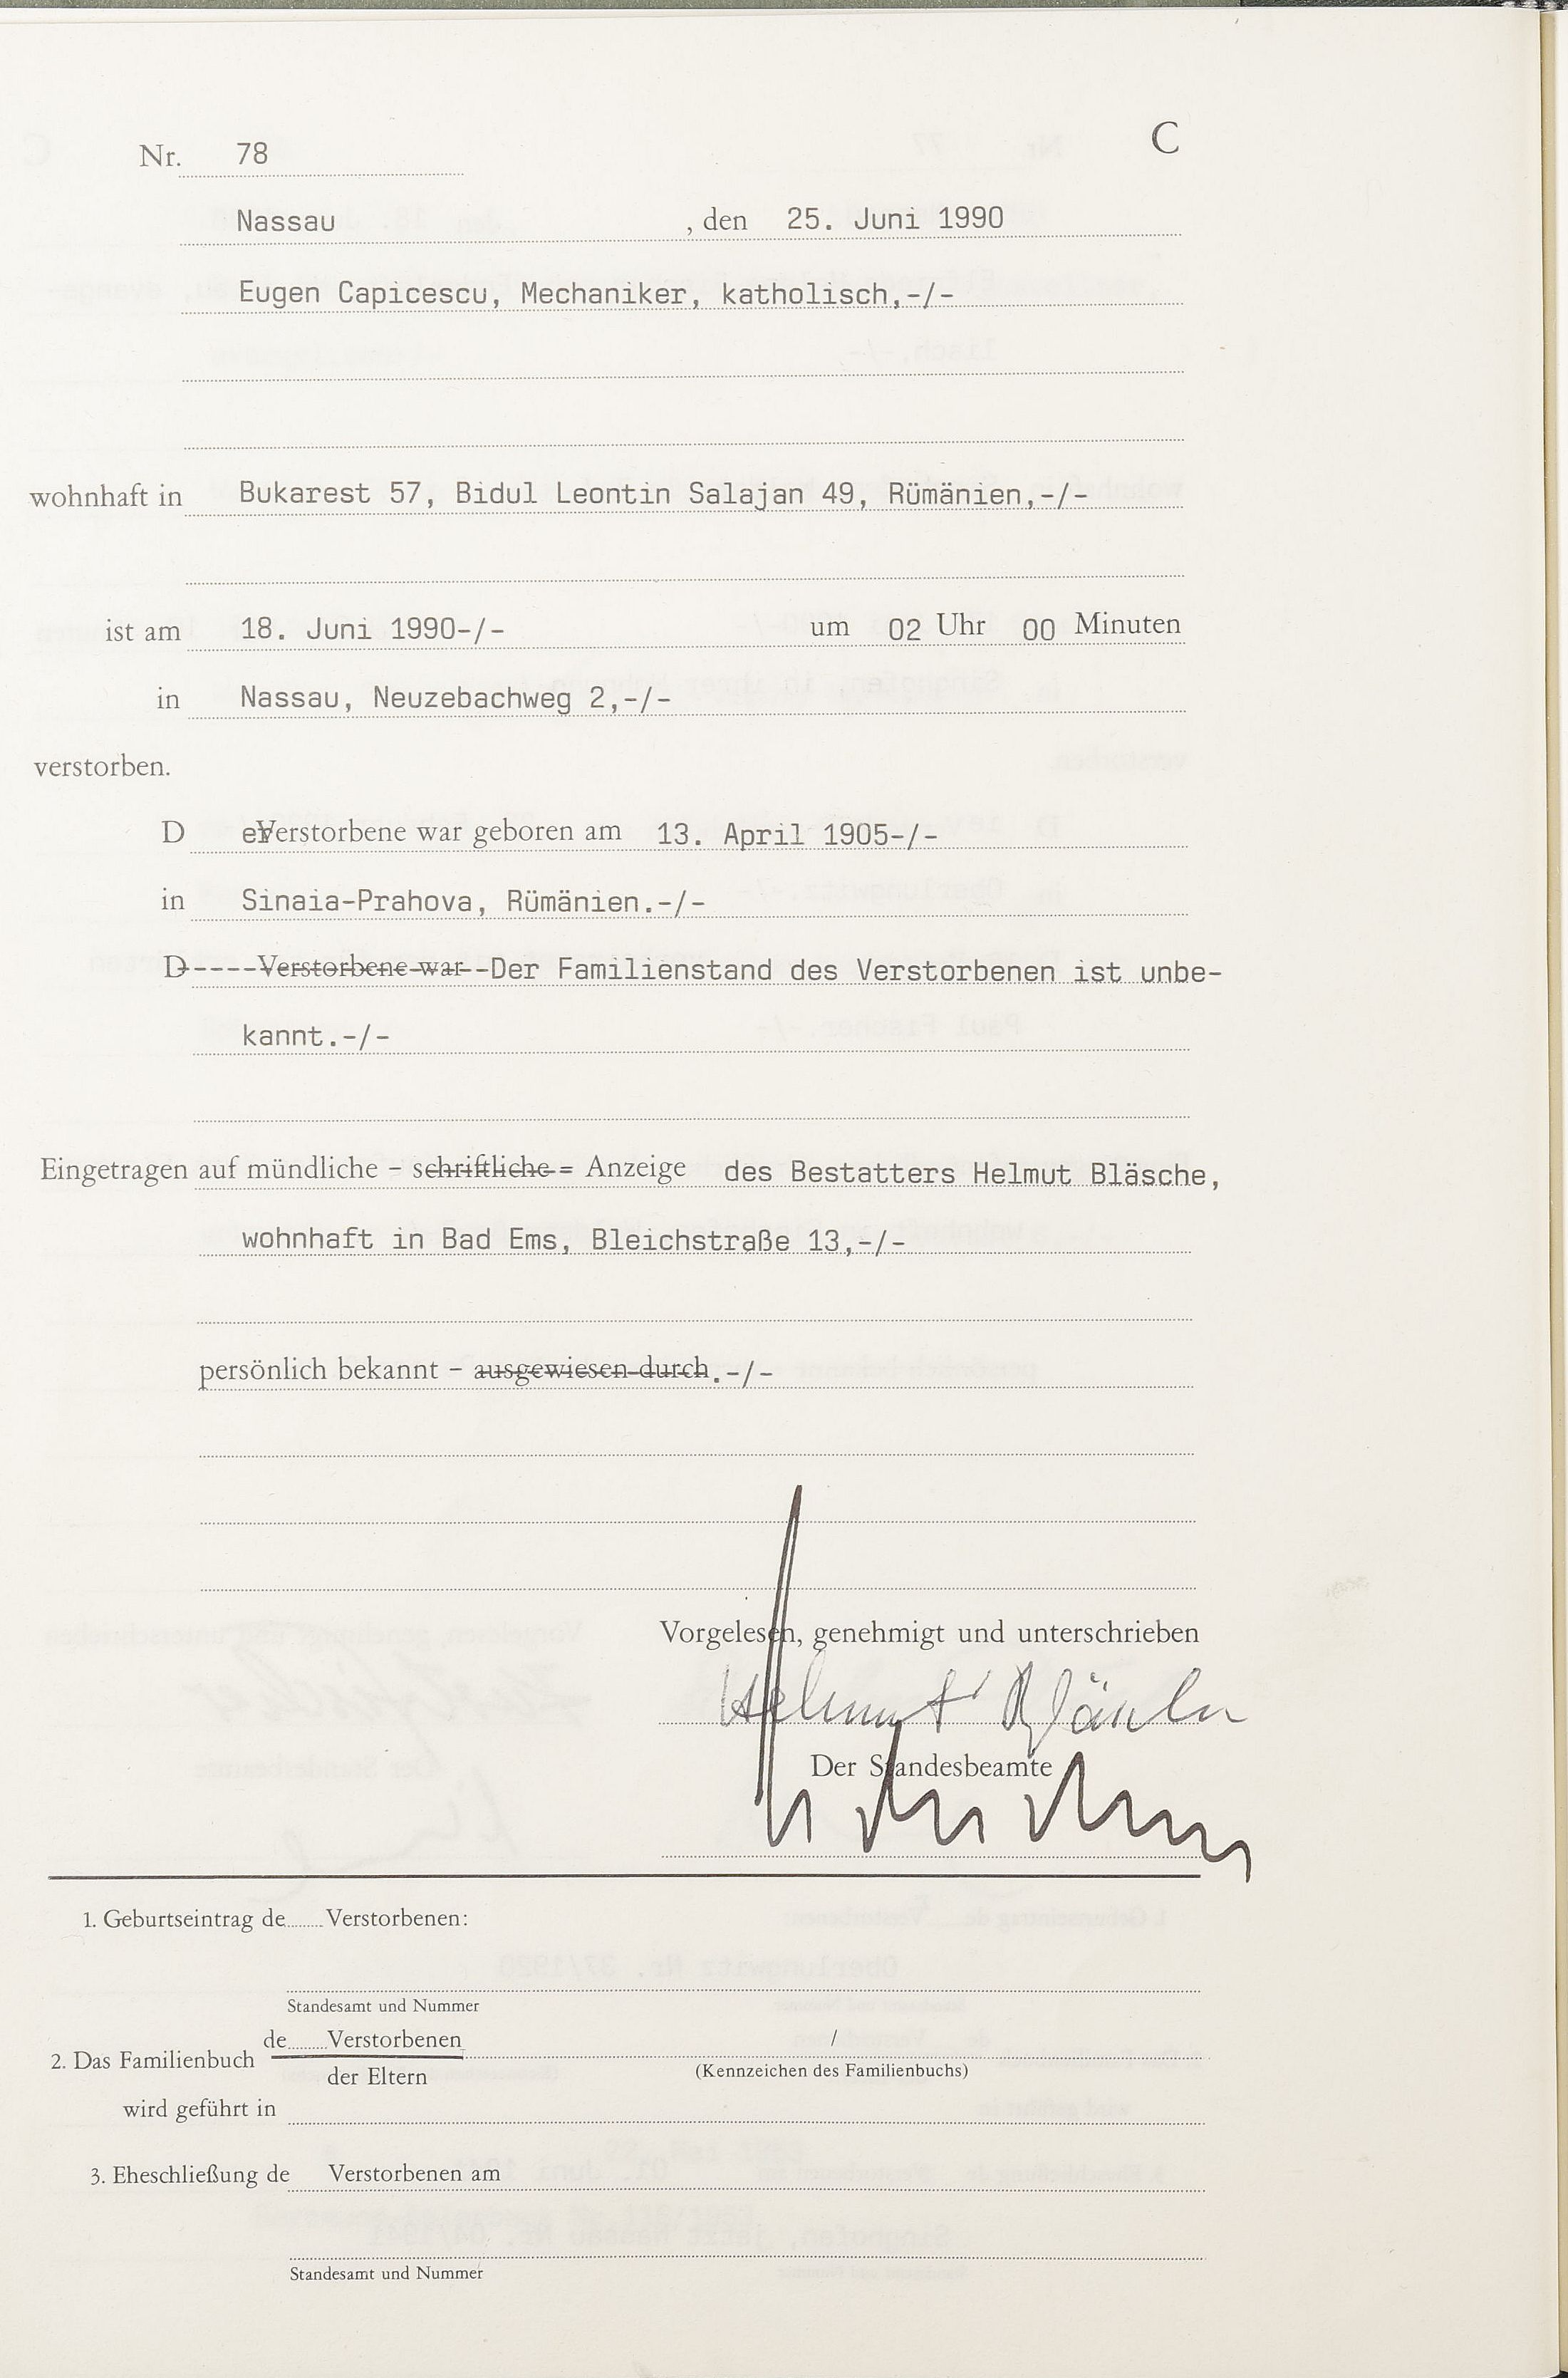 C
Nr. 78
Nassau , den 25. Juni 1990
Eugen Capicescu, Mechaniker, katholisch,-/-
wohnhaft in Bukarest 57, Bidul Leontin Salajan 49, Rümänien,-/-
ist am 18. Juni 1990-/- um 02 Uhr 00 Minuten
in Nassau, Neuzebachweg 2,-/-
verstorben.
D er Verstorbene war geboren am 13. April 1905-/-
in Sinaia-Prahova, Rümänien.-/-
D-----Verstorbene war--Der Familienstand des Verstorbenen ist unbe-
kannt.-/-
Eingetragen auf mündliche - schriftliche = Anzeige des Bestatters Helmut Bläsche,
wohnhaft in Bad Ems, Bleichstraße 13,-/-
persönlich bekannt - ausgewiesen durch.-/-
Vorgelesen, genehmigt und unterschrieben
Helmut Bläsche
Der Standesbeamte
1. Geburtseintrag de........Verstorbenen:
Standesamt und Nummer
de........Verstorbenen /
2. Das Familienbuch
der Eltern (Kennzeichen des Familienbuchs)
wird geführt in
3. Eheschließung de Verstorbenen am
Standesamt und Nummer